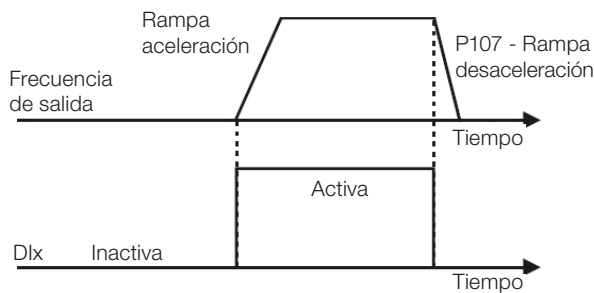 Rampa
aceleración
P107 - Rampa
desaceleración
Frecuencia
de salida
Tiempo
Activa
DIx Inactiva
Tiempo